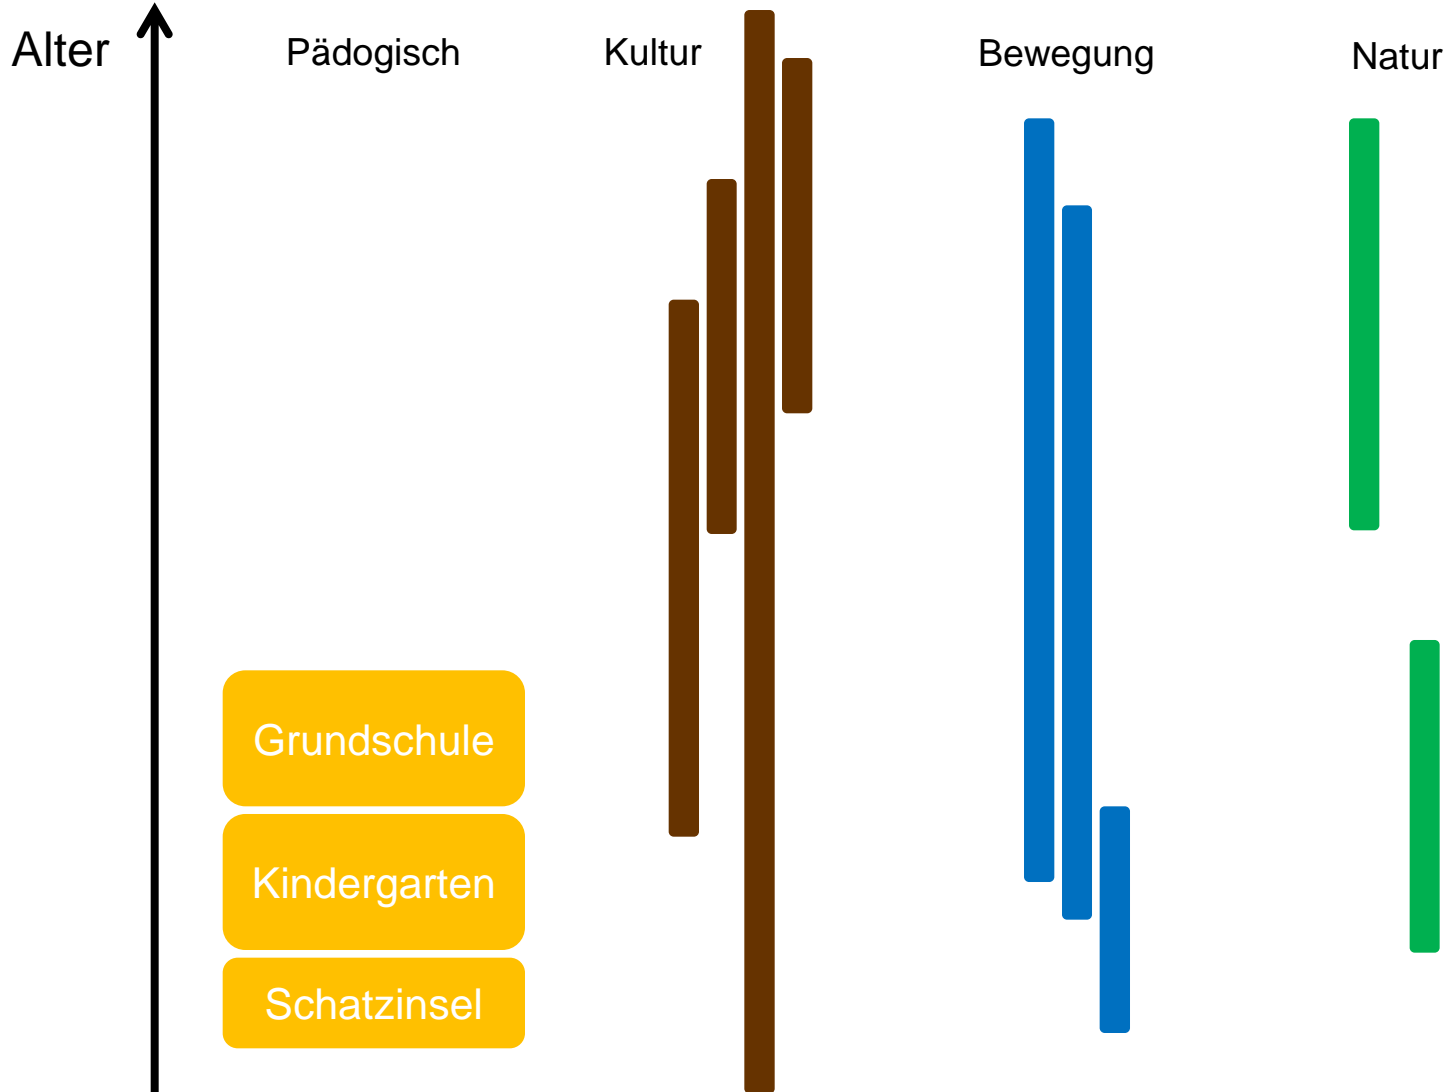 Alter
Pädogisch
Kultur
Bewegung
Natur
Grundschule
Kindergarten
Schatzinsel